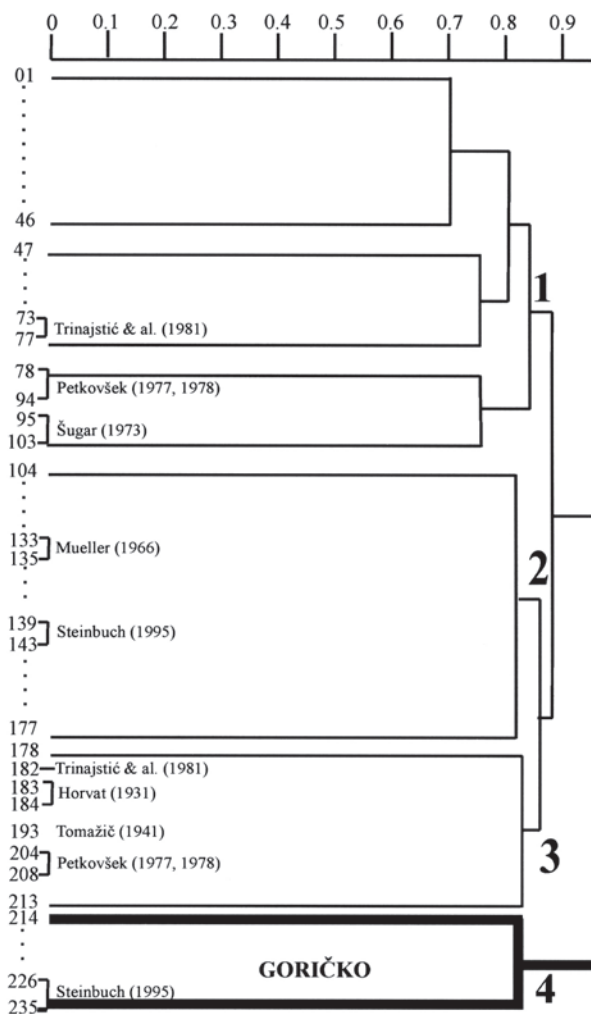 0 0.1 0.2 0.3 0.4 0.5 0.6 0.7 0.8 0.9
01
46
47
1
73
Trinajstić & al. (1981)
77
78
Petkovšek (1977, 1978)
94
95
Šugar (1973)
103
104
133
Mueller (1966)
135
2
139
Steinbuch (1995)
143
177
178
182 Trinajstić & al. (1981)
183
Horvat (1931)
184
193 Tomažič (1941)
204
Petkovšek (1977, 1978)
208
3
213
214
GORIČKO
226
Steinbuch (1995)
235
4